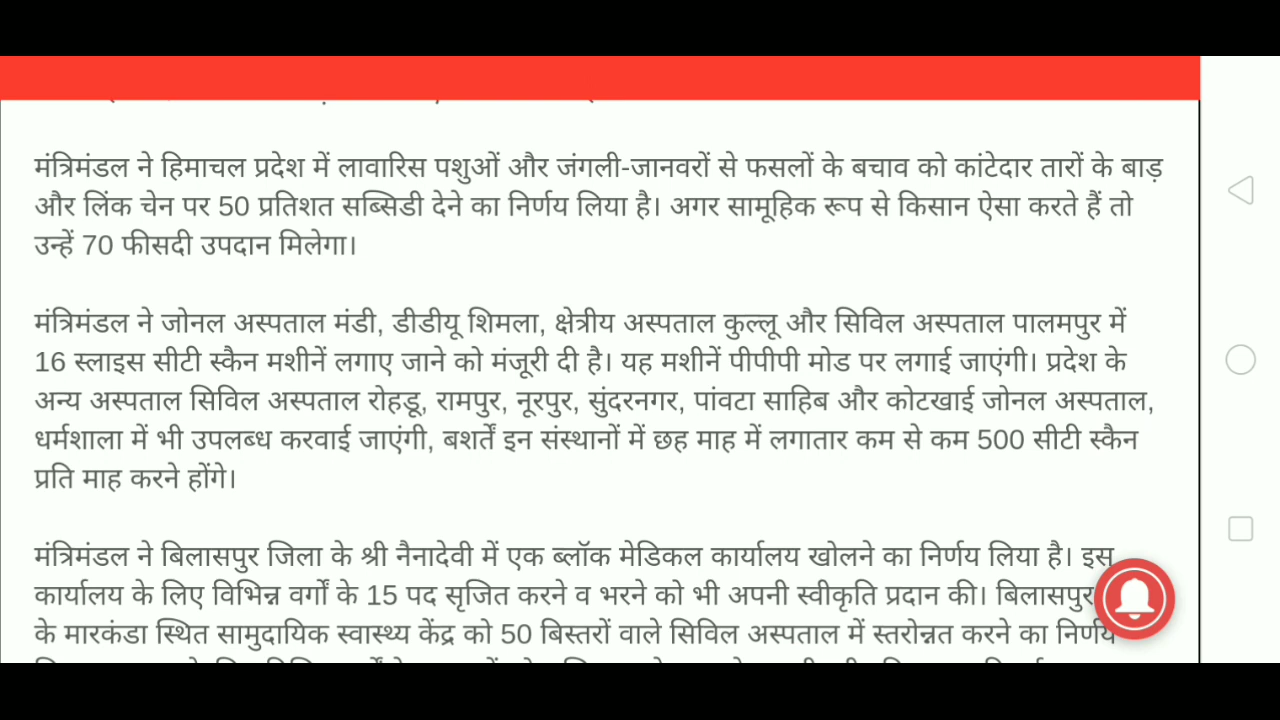 मंत्रिमंडल ने हिमाचल प्रदेश में लावारिस पशुओं और जंगली-जानवरों से फसलों के बचाव को कांटेदार तारों के बाड़
और लिंक चेन पर 50 प्रतिशत सब्सिडी देने का निर्णय लिया है। अगर सामूहिक रूप से किसान ऐसा करते हैं तो
उन्हें 70 फीसदी उपदान मिलेगा।
मंत्रिमंडल ने जोनल अस्पताल मंडी, डीडीयू शिमला, क्षेत्रीय अस्पताल कुल्लू और सिविल अस्पताल पालमपुर में
16 स्लाइस सीटी स्कैन मशीनें लगाए जाने को मंजूरी दी है। यह मशीनें पीपीपी मोड पर लगाई जाएंगी। प्रदेश के
अन्य अस्पताल सिविल अस्पताल रोहडू, रामपुर, नूरपुर, सुंदरनगर, पांवटा साहिब और कोटखाई जोनल अस्पताल,
धर्मशाला में भी उपलब्ध करवाई जाएंगी, बशर्ते इन संस्थानों में छह माह में लगातार कम से कम 500 सीटी स्कैन
प्रति माह करने होंगे।
मंत्रिमंडल ने बिलासपुर जिला के श्री नैनादेवी में एक ब्लॉक मेडिकल कार्यालय खोलने का निर्णय लिया है। इस
कार्यालय के लिए विभिन्न वर्गों के 15 पद सृजित करने व भरने को भी अपनी स्वीकृति प्रदान की। बिलासपुर
के मारकंडा स्थित सामुदायिक स्वास्थ्य केंद्र को 50 बिस्तरों वाले सिविल अस्पताल में स्तरोन्नत करने का निर्णय